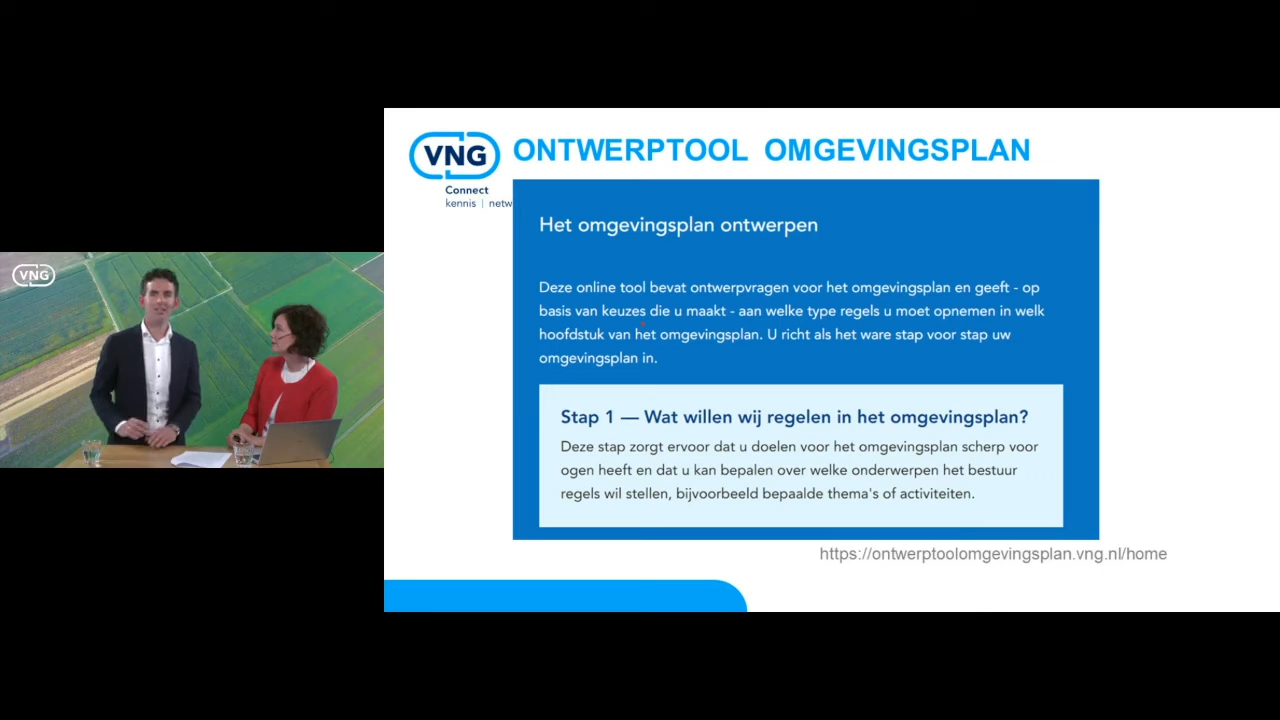 VNG
VNG
Connect
kennis | netw
ONTWERPTOOL OMGEVINGSPLAN
Het omgevingsplan ontwerpen
Deze online tool bevat ontwerpvragen voor het omgevingsplan en geeft - op
basis van keuzes die u maakt - aan welke type regels u moet opnemen in welk
hoofdstuk van het omgevingsplan. U richt als het ware stap voor stap uw
omgevingsplan in.
Stap 1 — Wat willen wij regelen in het omgevingsplan?
Deze stap zorgt ervoor dat u doelen voor het omgevingsplan scherp voor
ogen heeft en dat u kan bepalen over welke onderwerpen het bestuur
regels wil stellen, bijvoorbeeld bepaalde thema's of activiteiten.
https://ontwerptoolomgevingsplan.vng.nl/home